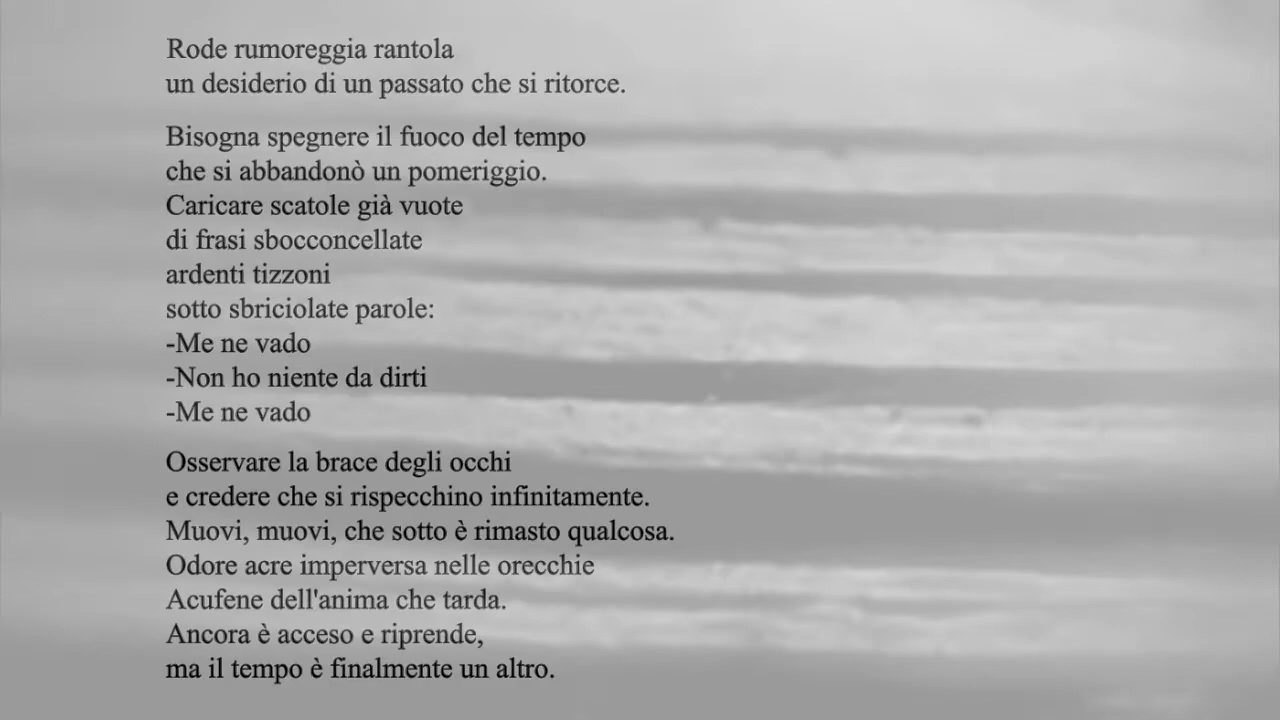 Rode rumoreggia rantola
un desiderio di un passato che si ritorce.
Bisogna spegnere il fuoco del tempo
che si abbandonò un pomeriggio.
Caricare scatole già vuote
di frasi sbocconcellate
ardenti tizzoni
sotto sbriciolate parole:
-Me ne vado
-Non ho niente da dirti
-Me ne vado
Osservare la brace degli occhi
e credere che si rispecchino infinitamente.
Muovi, muovi, che sotto è rimasto qualcosa.
Odore acre imperversa nelle orecchie
Acufene dell'anima che tarda.
Ancora è acceso e riprende,
ma il tempo è finalmente un altro.